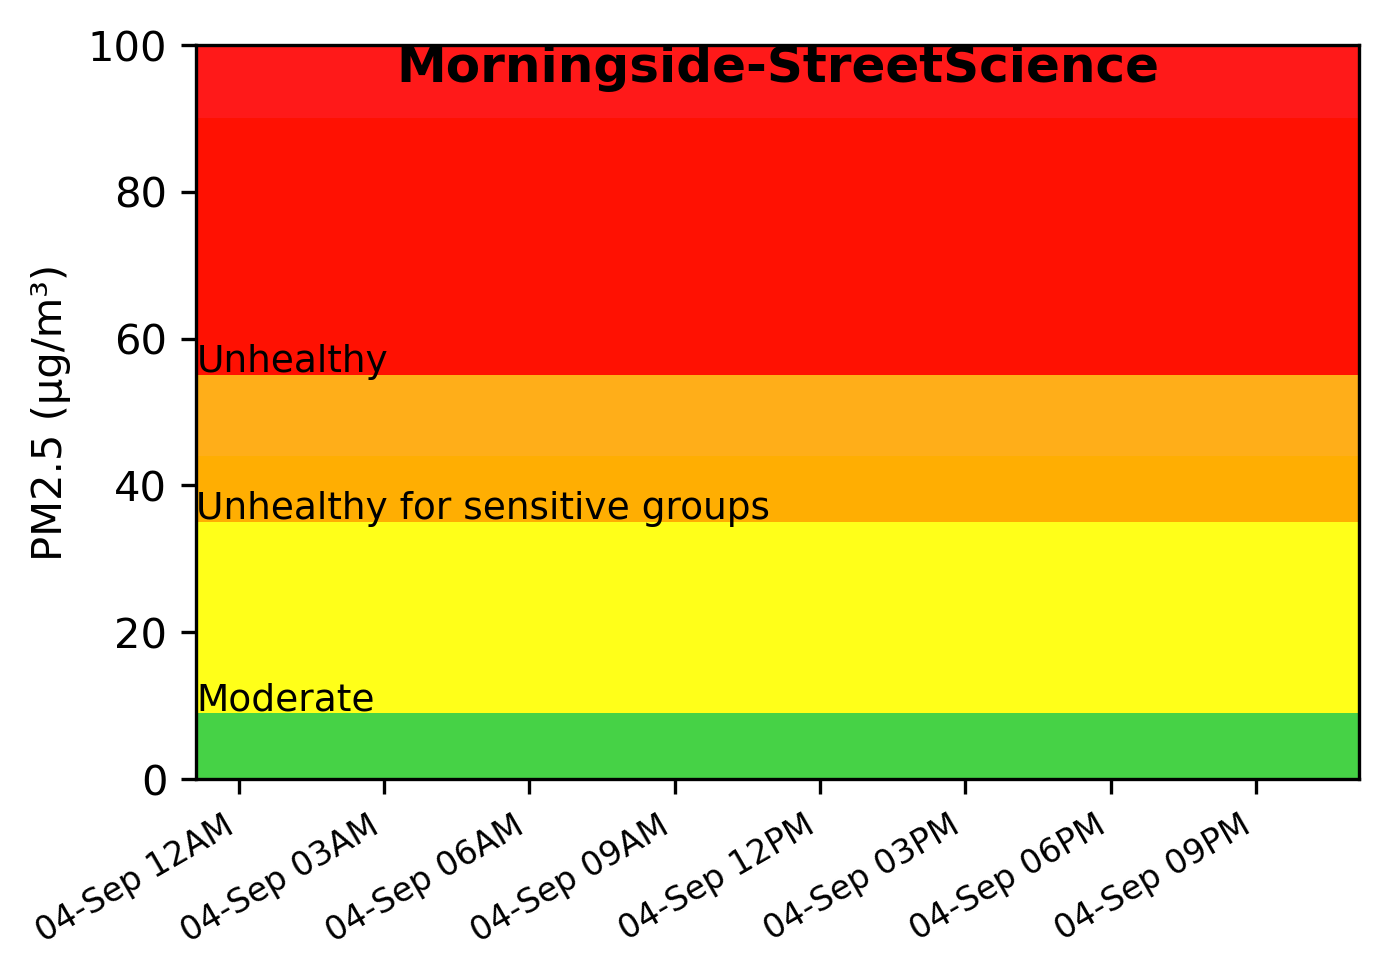 Morningside-StreetScience
PM2.5 (µg/m³)
100
80
60
40
20
0
Unhealthy
Unhealthy for sensitive groups
Moderate
04-Sep 12AM
04-Sep 03AM
04-Sep 06AM
04-Sep 09AM
04-Sep 12PM
04-Sep 03PM
04-Sep 06PM
04-Sep 09PM